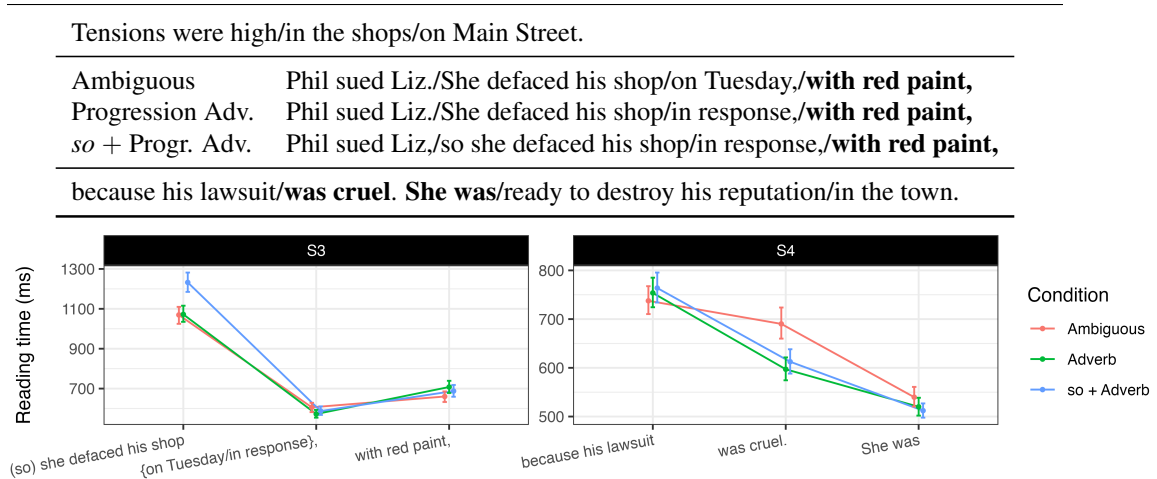 Tensions were high/in the shops/on Main Street.
Ambiguous Phil sued Liz./She defaced his shop/on Tuesday,/with red paint,
Progression Adv. Phil sued Liz./She defaced his shop/in response,/with red paint,
so + Progr. Adv. Phil sued Liz,/so she defaced his shop/in response,/with red paint,
because his lawsuit/was cruel. She was/ready to destroy his reputation/in the town.
S3
S4
Reading time (ms)
1300
1100
900
700
(so) she defaced his shop
{on Tuesday/in response},
with red paint,
800
700
600
500
because his lawsuit
was cruel.
She was
Condition
Ambiguous
Adverb
so + Adverb